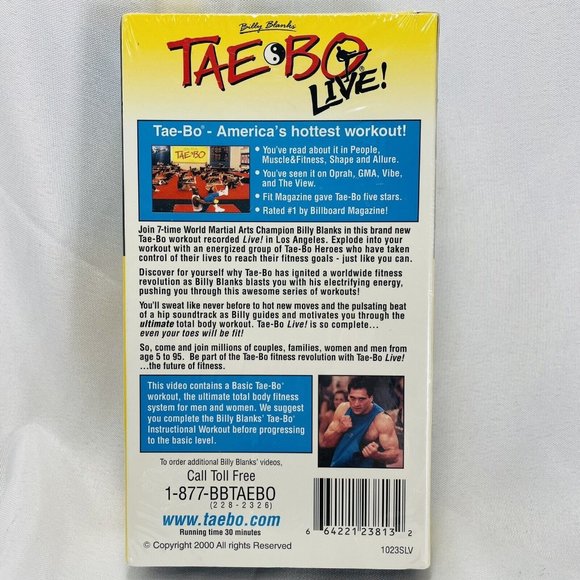 Billy Blanks
TAE BO®
LIVE!
Tae-Bo® - America's hottest workout!
TAE BO
• You've read about it in People,
Muscle&Fitness, Shape and Allure.
• You've seen it on Oprah, GMA, Vibe,
and The View.
• Fit Magazine gave Tae-Bo five stars.
• Rated #1 by Billboard Magazine!
Join 7-time World Martial Arts Champion Billy Blanks in this brand new
Tae-Bo workout recorded Live! in Los Angeles. Explode into your
workout with an energized group of Tae-Bo Heroes who have taken
control of their lives to reach their fitness goals - just like you can.
Discover for yourself why Tae-Bo has ignited a worldwide fitness
revolution as Billy Blanks blasts you with his electrifying energy,
pushing you through this awesome series of workouts!
You'll sweat like never before to hot new moves and the pulsating beat
of a hip soundtrack as Billy guides and motivates you through the
ultimate total body workout. Tae-Bo Live! is so complete...
even your toes will be fit!
So, come and join millions of couples, families, women and men from
age 5 to 95. Be part of the Tae-Bo fitness revolution with Tae-Bo Live!
...the future of fitness.
This video contains a Basic Tae-Bo®
workout, the ultimate total body fitness
system for men and women. We suggest
you complete the Billy Blanks' Tae-Bo®
Instructional Workout before progressing
to the basic level.
To order additional Billy Blanks' videos,
Call Toll Free
1-877-BBTAEBO
(228-2326)
www.taebo.com
Running time 30 minutes
© Copyright 2000 All rights Reserved
6 64221 23813 2
1023SLV